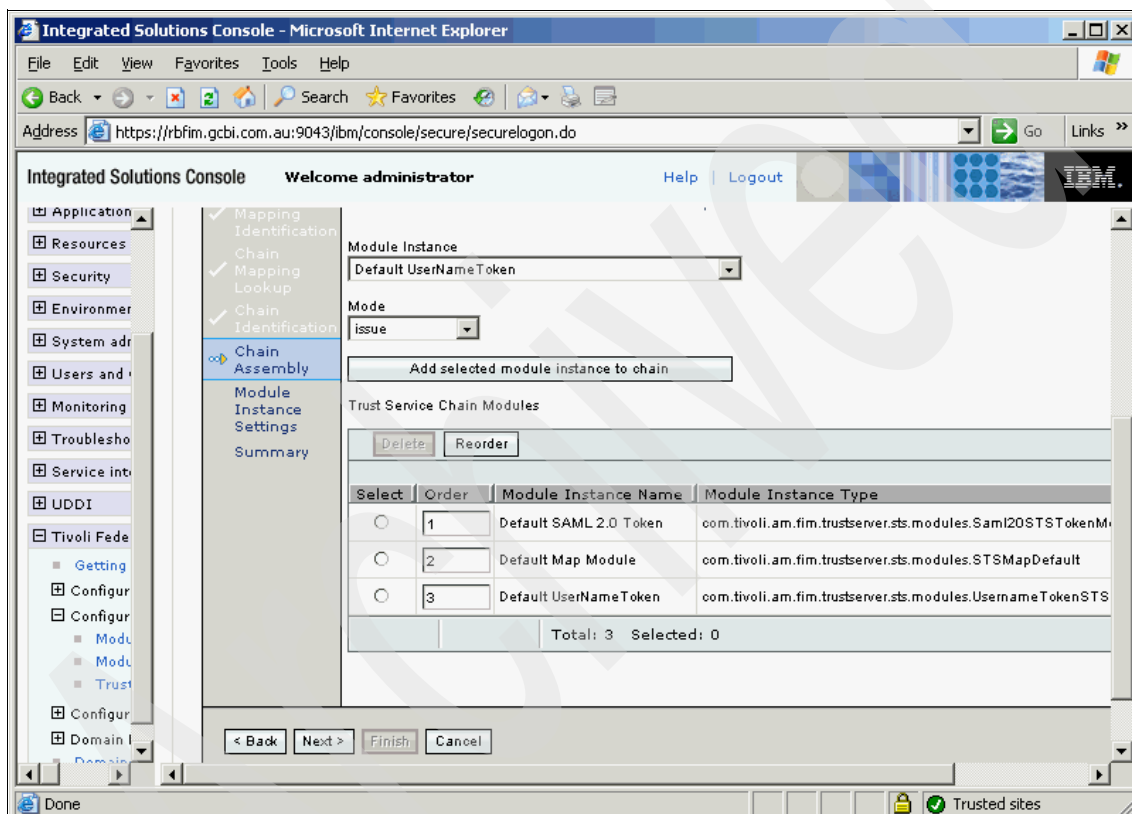 Integrated Solutions Console - Microsoft Internet Explorer
File Edit View Favorites Tools Help
Back Search Favorites
Address https://rbfim.gcbi.com.au:9043/ibm/console/secure/securelogon.do Go Links »
Integrated Solutions Console Welcome administrator Help | Logout IBM.
Application
Resources
Security
Environmer
System adr
Users and
Monitoring
Troublesho
Service int
UDDI
Tivoli Fede
Getting
Configur
Configur
Modu
Modu
Trust
Configur
Domain
Domain
Mapping
Identification
Chain
Mapping
Lookup
Chain
Identification
Chain
Assembly
Module
Instance
Settings
Summary
Module Instance
Default UserNameToken
Mode
issue
Add selected module instance to chain
Trust Service Chain Modules
Delete Reorder
Select Order Module Instance Name Module Instance Type
1 Default SAML 2.0 Token com.tivoli.am.fim.trustserver.sts.modules.Saml20STSTokenM
2 Default Map Module com.tivoli.am.fim.trustserver.sts.modules.STSMapDefault
3 Default UserNameToken com.tivoli.am.fim.trustserver.sts.modules.UsernameTokenSTS
Total: 3 Selected: 0
< Back Next > Finish Cancel
Done Trusted sites